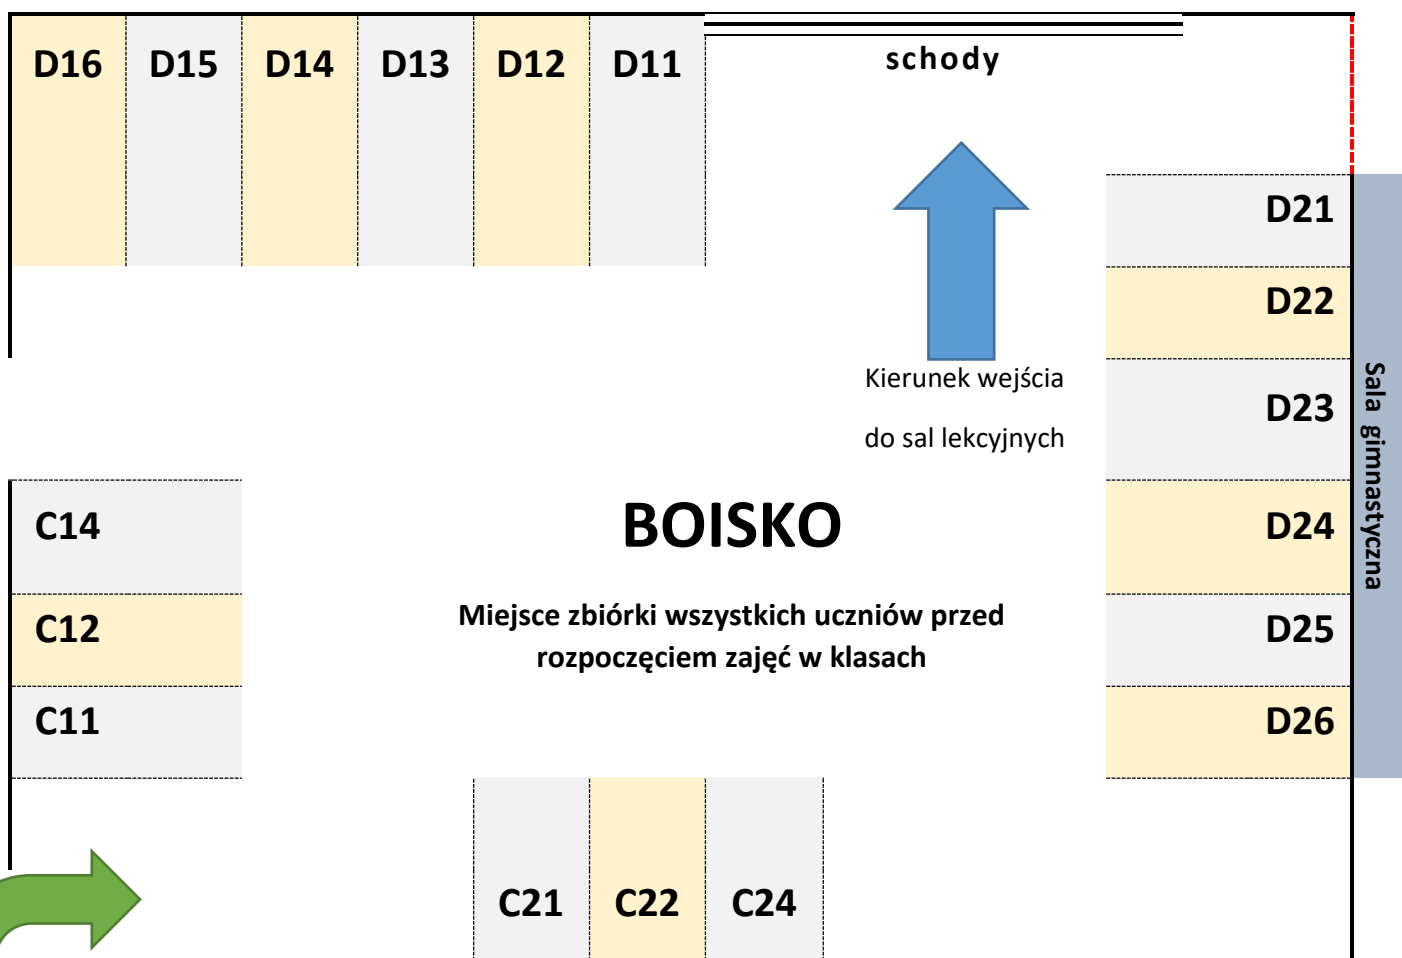 D16 D15 D14 D13 D12 D11
schody
D21
D22
Kierunek wejścia
do sal lekcyjnych
D23
Sala gimnastyczna
C14
BOISKO
D24
Miejsce zbiórki wszystkich uczniów przed
rozpoczęciem zajęć w klasach
C12
D25
C11
D26
C21 C22 C24